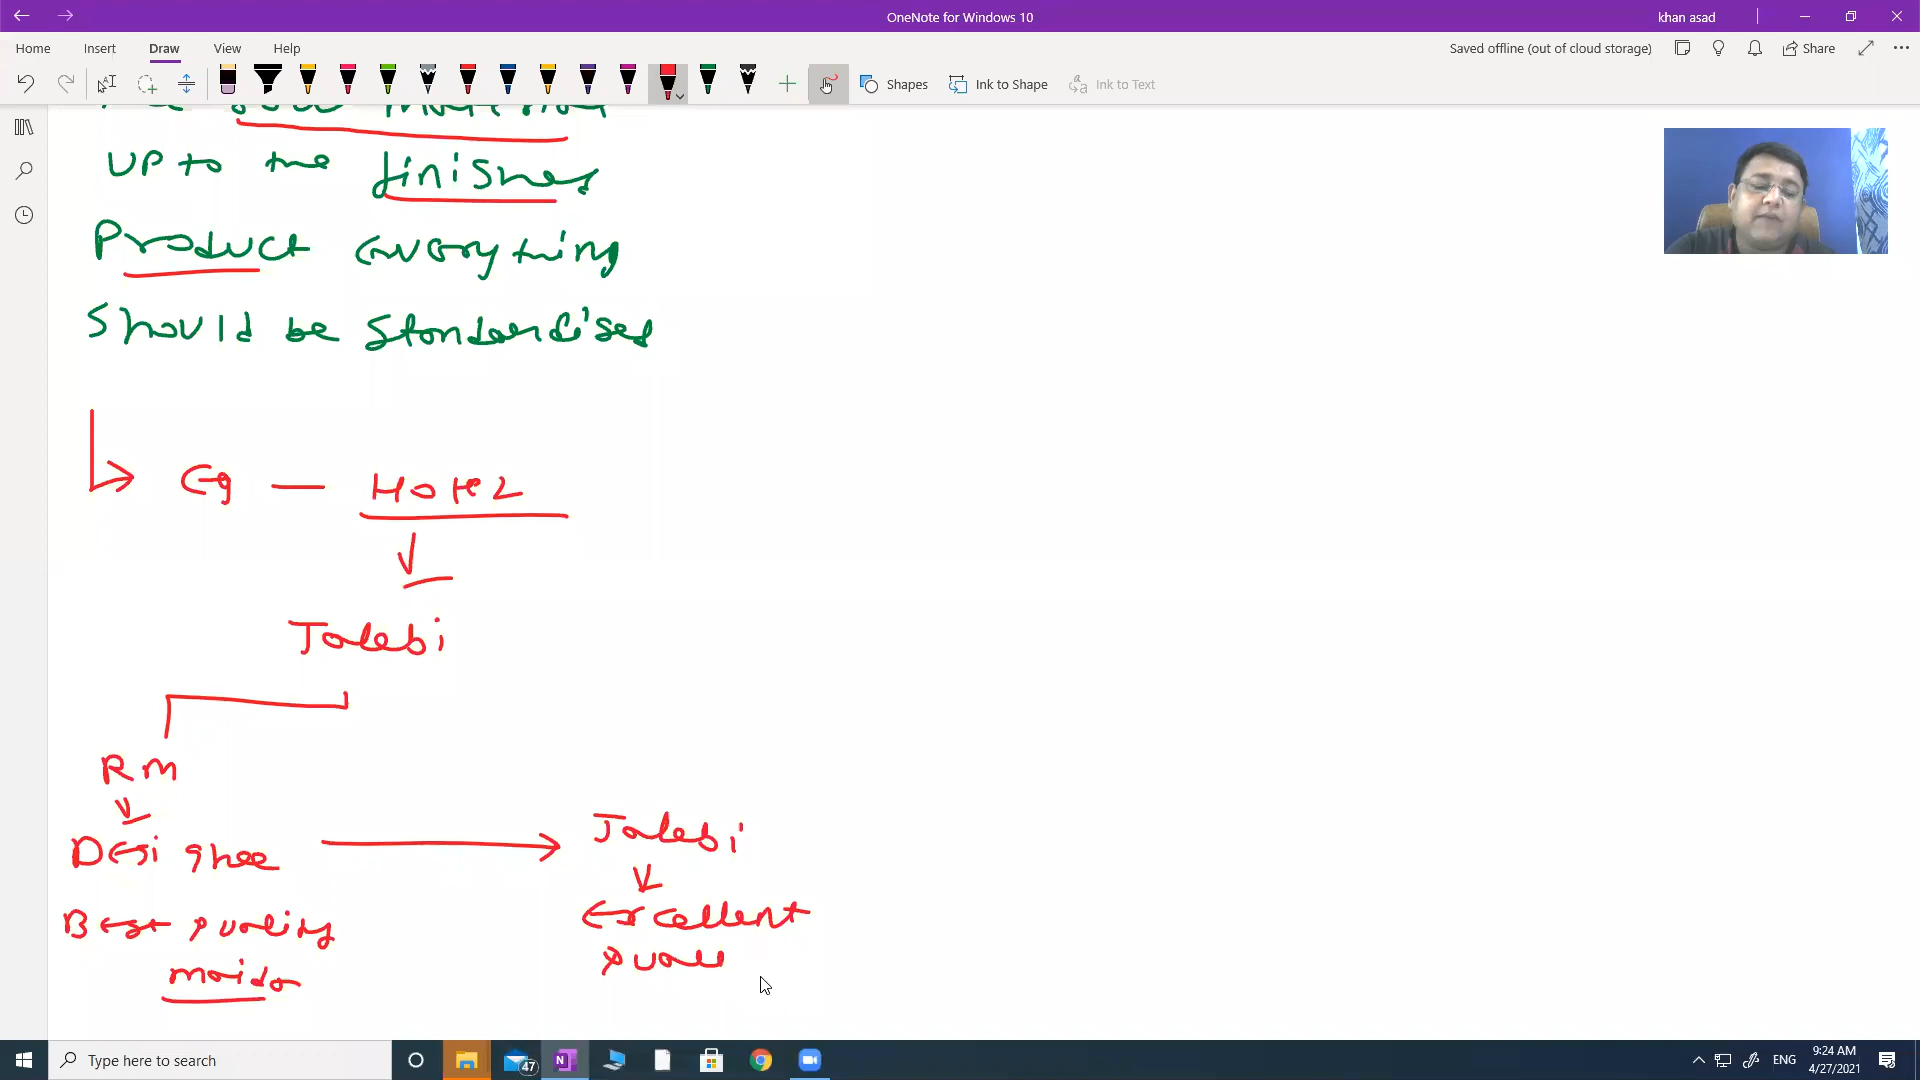 OneNote for Windows 10
khan asad
Home Insert Draw View Help
Saved offline (out of cloud storage)
Share
Shapes
Ink to Shape
Ink to Text
up to the finished
Product everything
Should be standardised
Eg — Hotel
Jalebi
RM
Desi ghee
Jalebi
Best quality
maida
Excellent
Type here to search
47
ENG
9:24 AM
4/27/2021